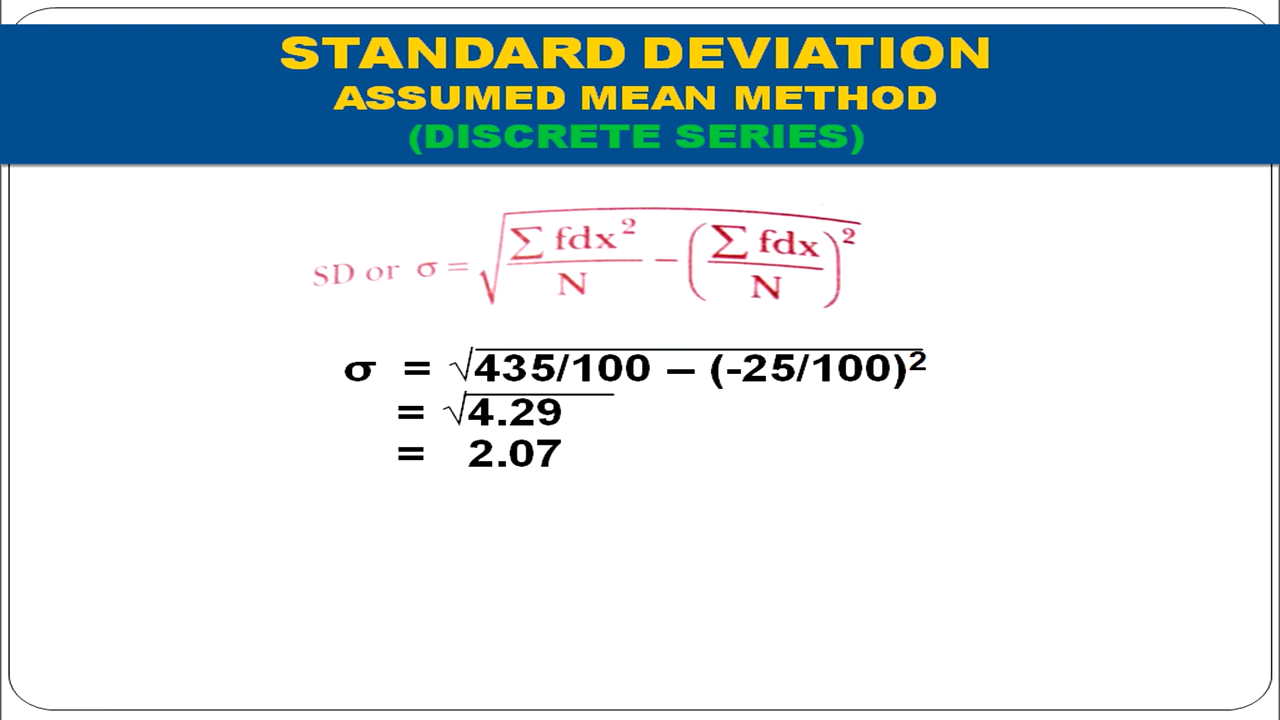 STANDARD DEVIATION
ASSUMED MEAN METHOD
(DISCRETE SERIES)
SD or σ = √(∑ fdx² / N − (∑ fdx / N)²)
σ = √435/100 – (-25/100)²
= √4.29
= 2.07